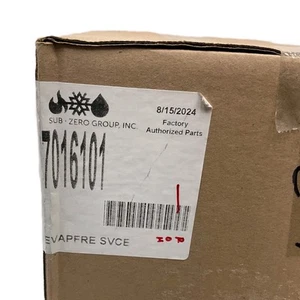 SUB·ZERO GROUP, INC.
8/15/2024
Factory
Authorized Parts
7016101
EVAPFRE SVCE